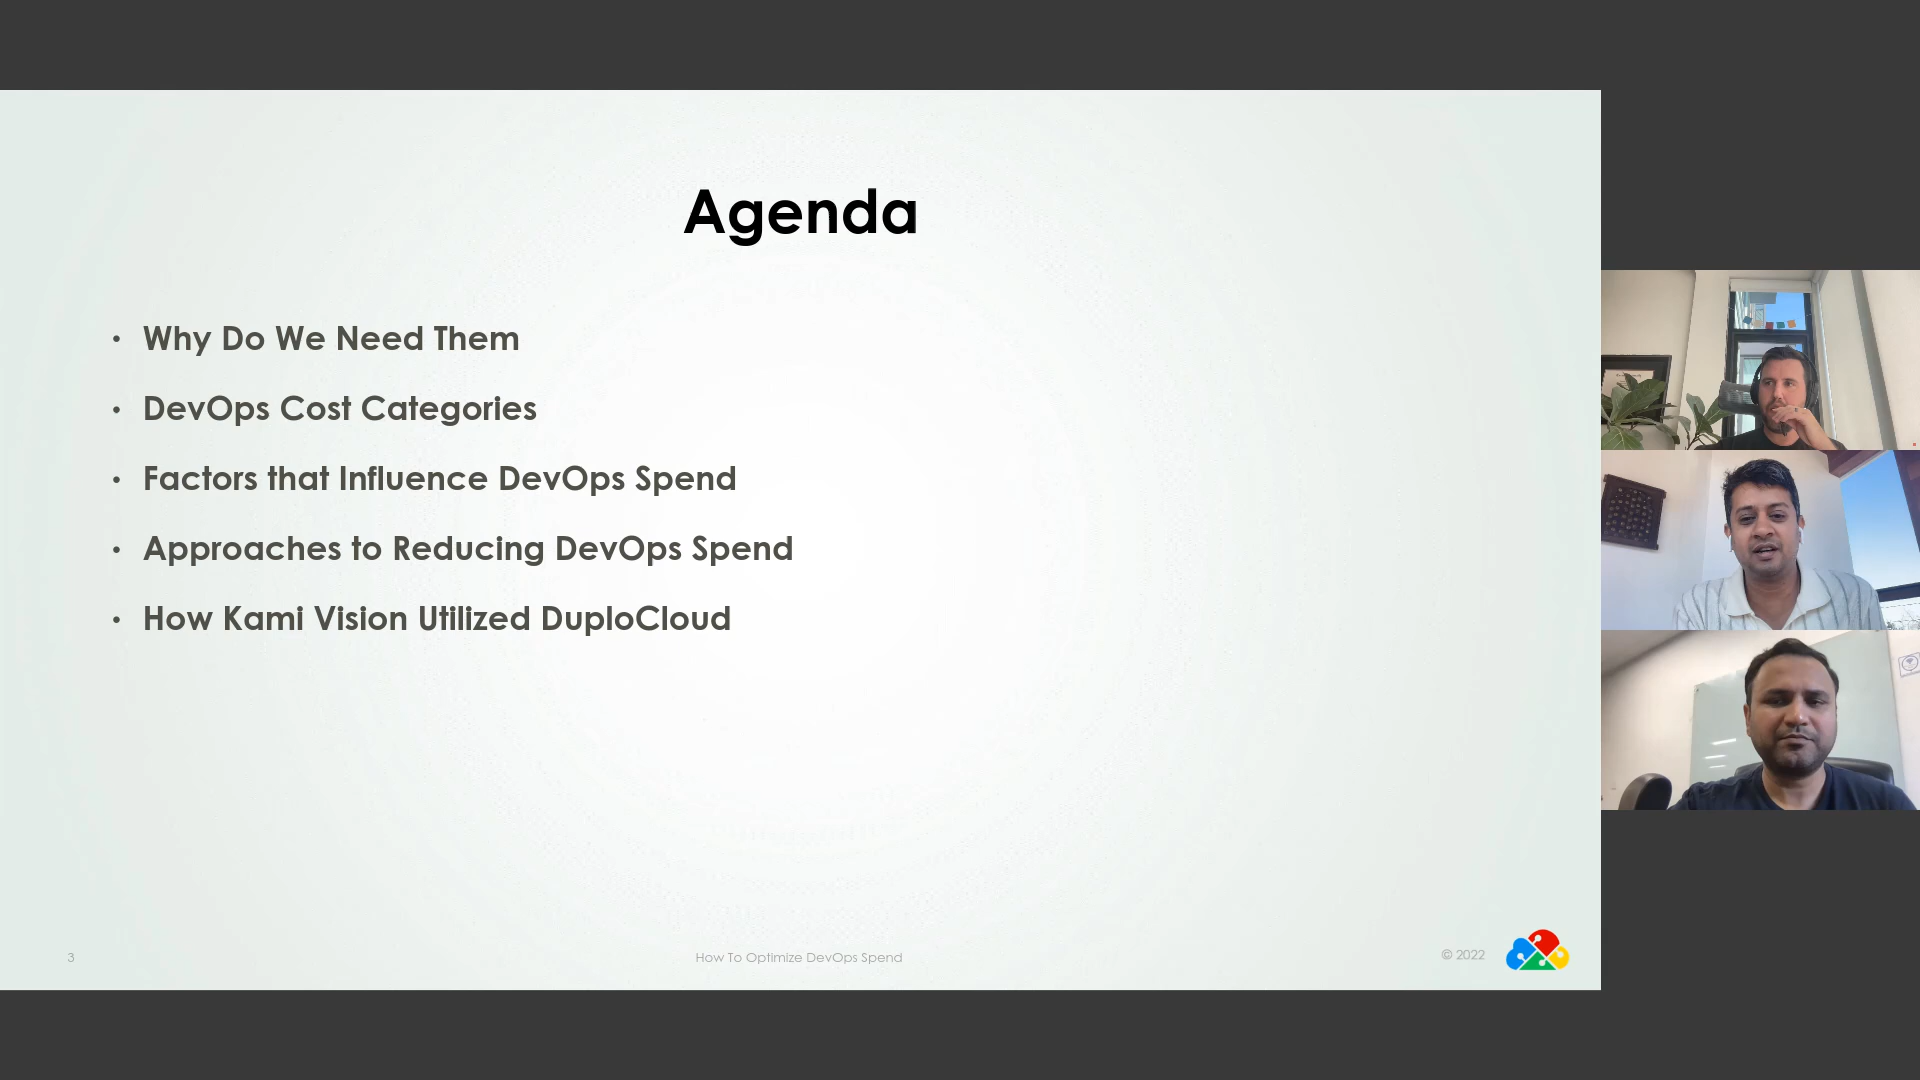 Agenda
• Why Do We Need Them
• DevOps Cost Categories
• Factors that Influence DevOps Spend
• Approaches to Reducing DevOps Spend
• How Kami Vision Utilized DuploCloud
3
How To Optimize DevOps Spend
© 2022